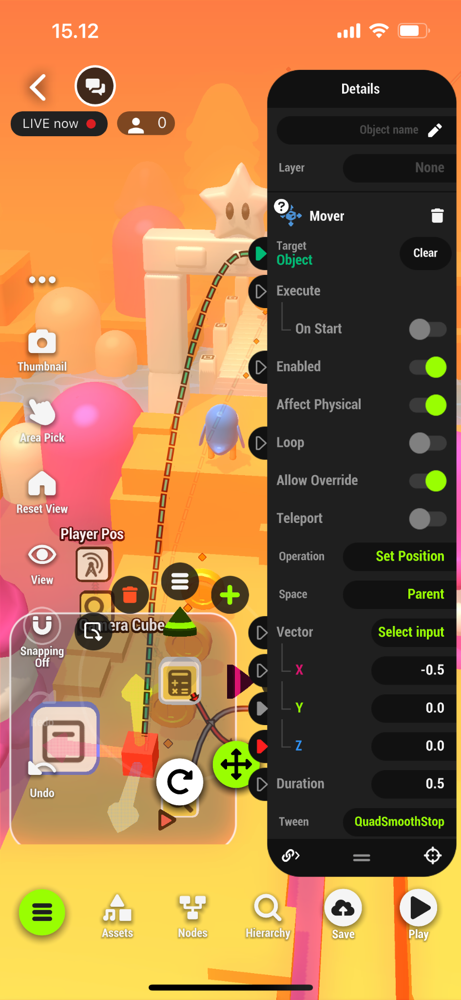 15.12
LIVE now
0
Details
Object name
Layer
None
Mover
Target
Object
Clear
Execute
On Start
Enabled
Affect Physical
Loop
Allow Override
Teleport
Operation
Set Position
Space
Parent
Vector
Select input
X
-0.5
Y
0.0
Z
0.0
Duration
0.5
Tween
QuadSmoothStop
Thumbnail
Area Pick
Reset View
Player Pos
View
Camera Cube
Snapping
Off
Redo
Undo
Assets
Nodes
Hierarchy
Save
Play